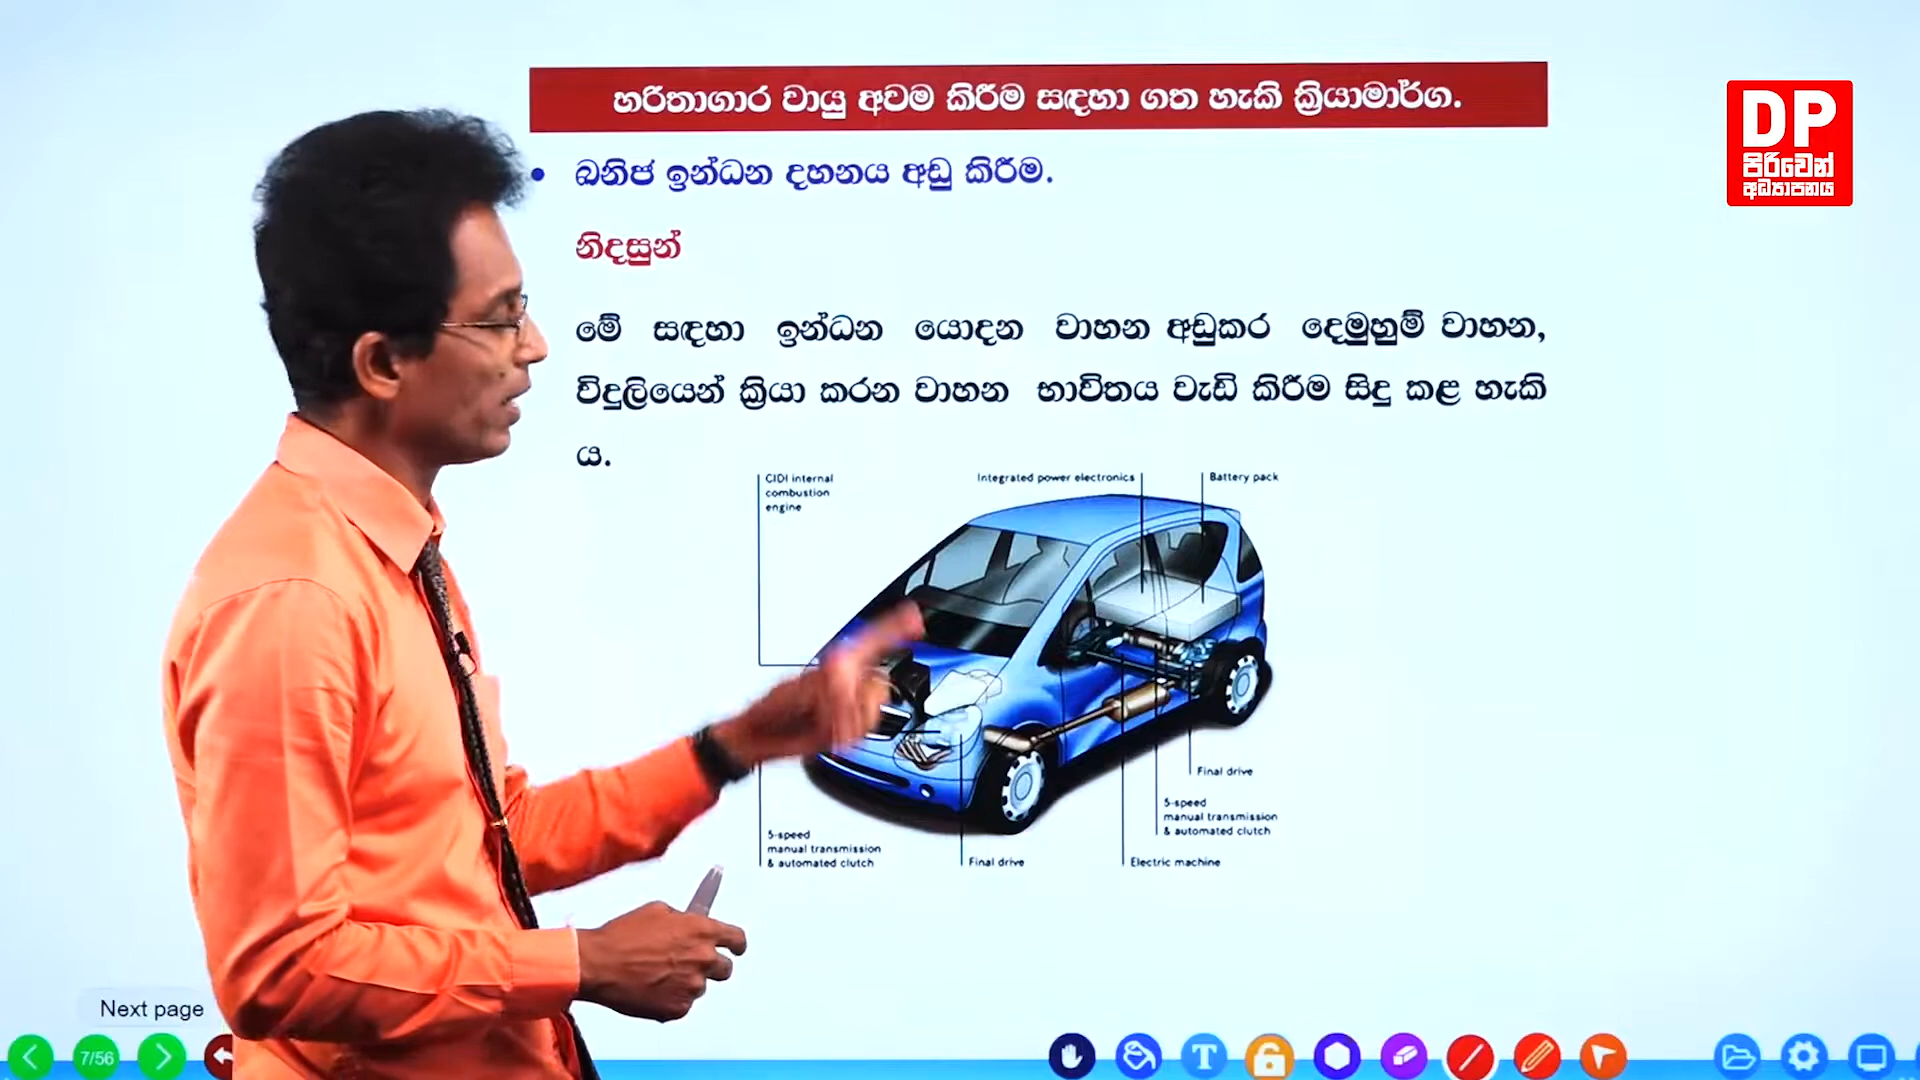 හරිතාගාර වායු අවම කිරීම සඳහා ගත හැකි ක්‍රියාමාර්ග.
DP
පිරිවෙන්
අධ්‍යාපනය
• ඛනිජ ඉන්ධන දහනය අඩු කිරීම.
නිදසුන්
මේ සඳහා ඉන්ධන යොදන වාහන අඩුකර දෙමුහුම් වාහන,
විදුලියෙන් ක්‍රියා කරන වාහන භාවිතය වැඩි කිරීම සිදු කළ හැකි
ය.
CIDI internal
combustion
engine
Integrated power electronics
Battery pack
Final drive
5-speed
manual transmission
& automated clutch
5-speed
manual transmission
& automated clutch
Final drive
Electric machine
Next page
7/56
T